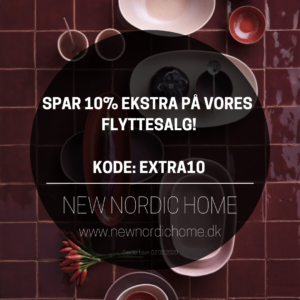 SPAR 10% EKSTRA PÅ VORES
FLYTTESALG!
KODE: EXTRA10
NEW NORDIC HOME
www.newnordichome.dk